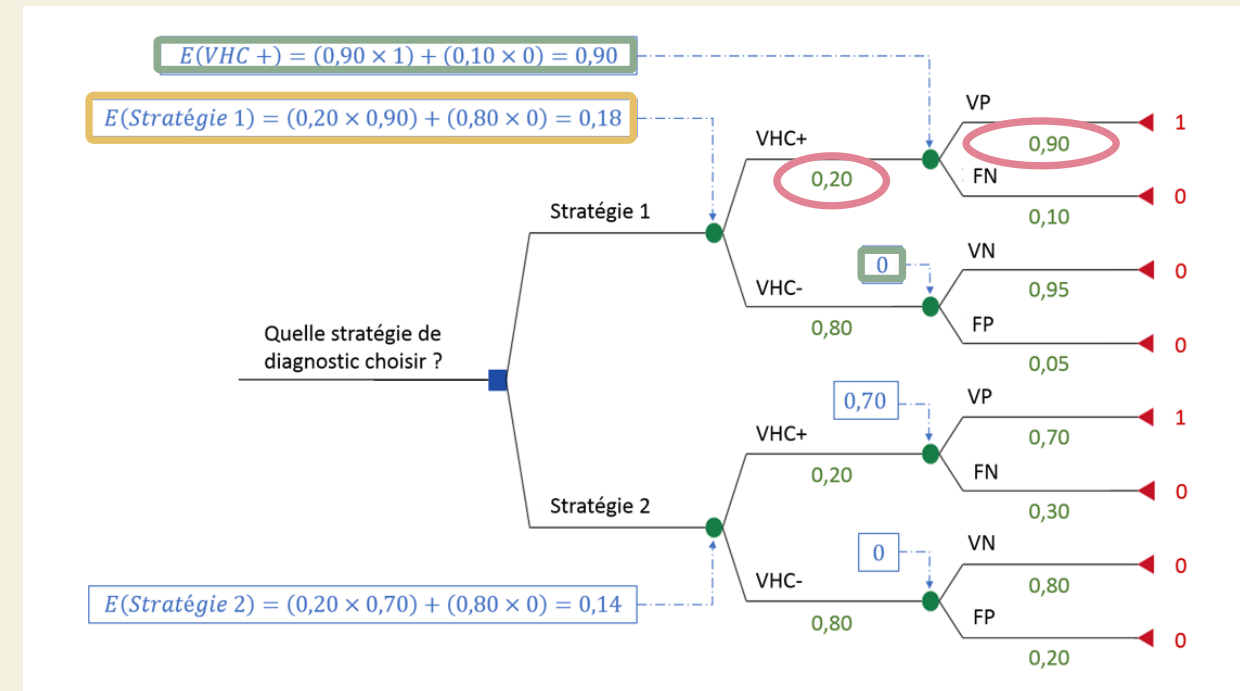 E(VHC +) = (0,90 × 1) + (0,10 × 0) = 0,90
E(Stratégie 1) = (0,20 × 0,90) + (0,80 × 0) = 0,18
VP
1
0,90
VHC+
0,20
FN
0
0,10
Stratégie 1
VN
0
0
0,95
VHC-
0,80
FP
0
0,05
Quelle stratégie de
diagnostic choisir ?
VP
1
0,70
0,70
VHC+
0,20
FN
0
0,30
Stratégie 2
VN
0
0
0,80
VHC-
0,80
FP
0
0,20
E(Stratégie 2) = (0,20 × 0,70) + (0,80 × 0) = 0,14